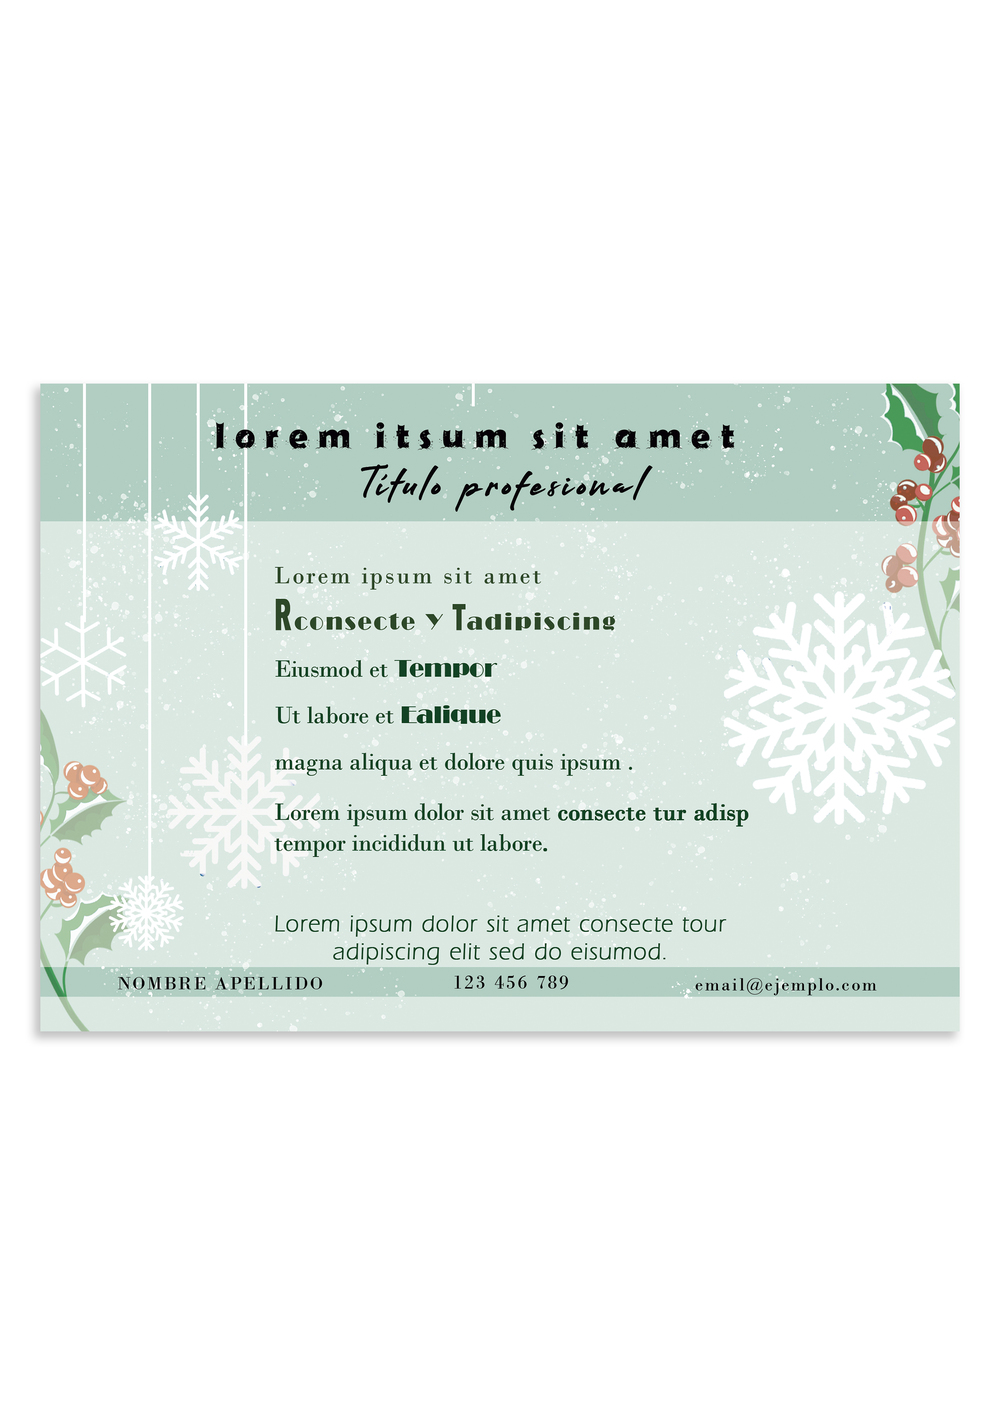 lorem itsum sit amet
Título profesional
Lorem ipsum sit amet
Rconsecte Y Tadipiscing
Eiusmod et Tempor
Ut labore et Ealique
magna aliqua et dolore quis ipsum .
Lorem ipsum dolor sit amet consecte tur adisp
tempor incididun ut labore.
Lorem ipsum dolor sit amet consecte tour
adipiscing elit sed do eisumod.
NOMBRE APELLIDO 123 456 789 email@ejemplo.com